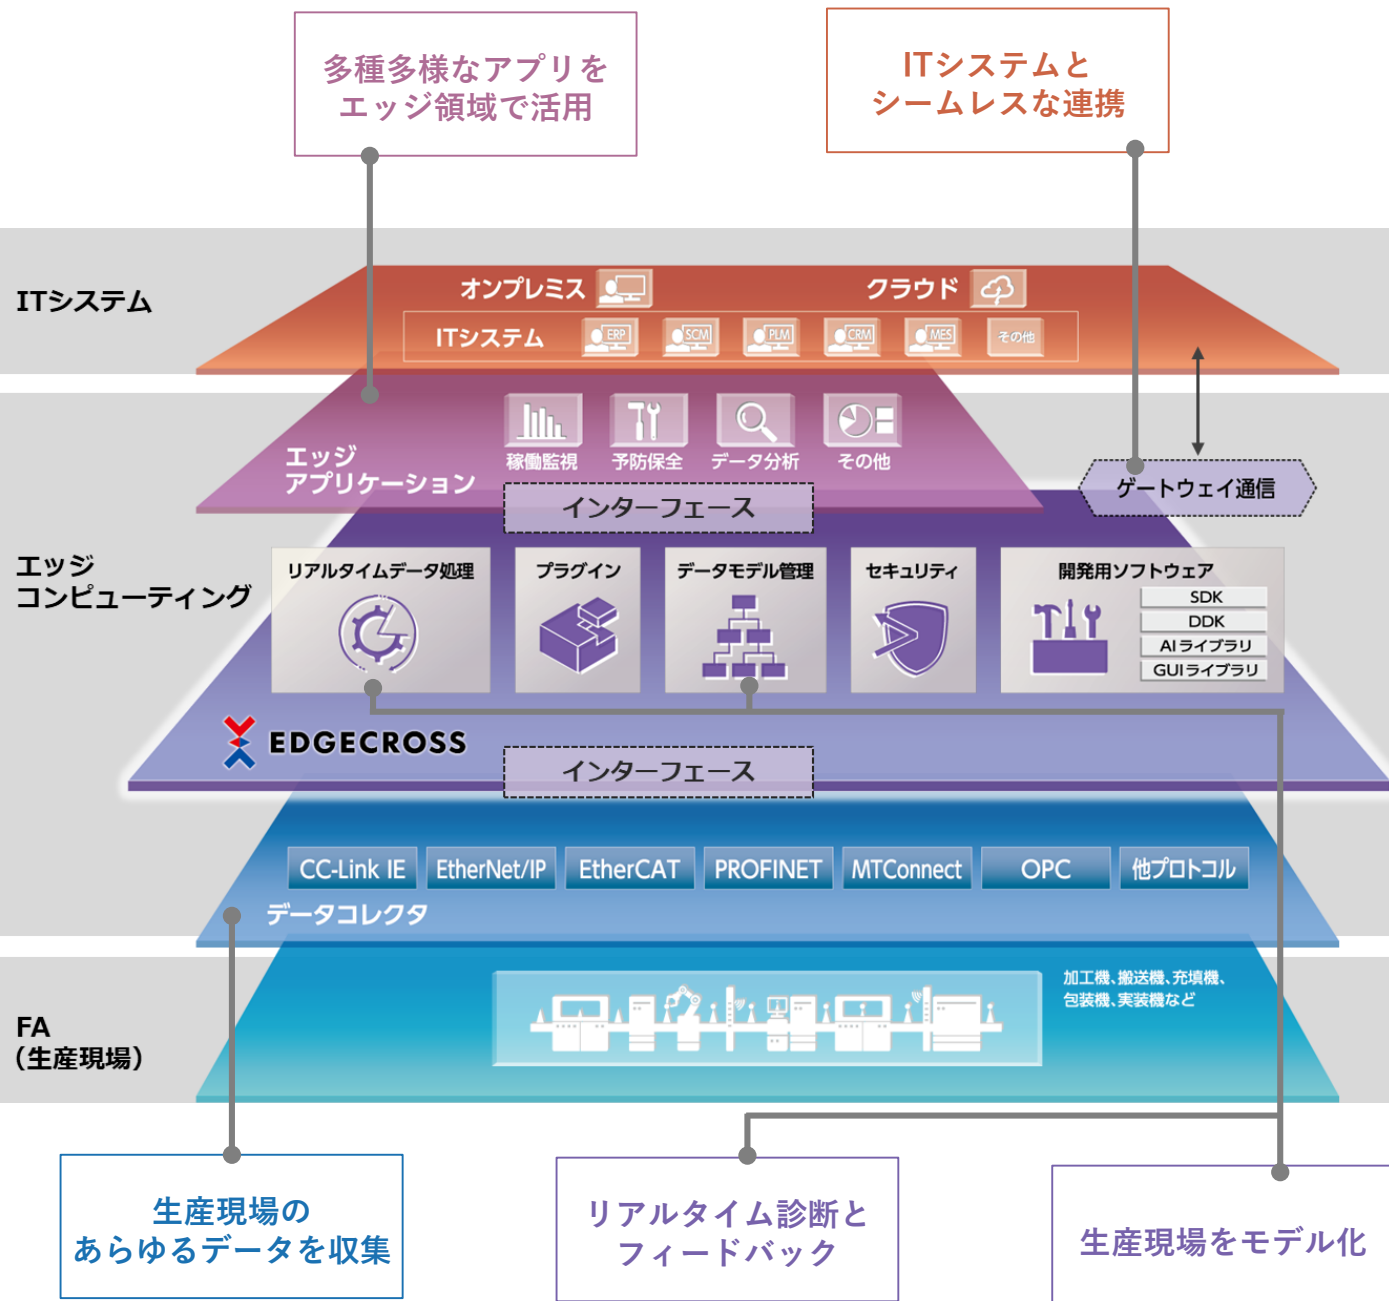 多種多様なアプリを
エッジ領域で活用
ITシステムと
シームレスな連携
ITシステム
オンプレミス
クラウド
ITシステム
ERP
SCM
PLM
CRM
MES
その他
エッジ
コンピューティング
エッジ
アプリケーション
稼働監視
予防保全
データ分析
その他
インターフェース
ゲートウェイ通信
リアルタイムデータ処理
プラグイン
データモデル管理
セキュリティ
開発用ソフトウェア
SDK
DDK
AIライブラリ
GUIライブラリ
EDGECROSS
インターフェース
CC-Link IE
EtherNet/IP
EtherCAT
PROFINET
MTConnect
OPC
他プロトコル
データコレクタ
FA
(生産現場)
加工機、搬送機、充填機、
包装機、実装機など
生産現場の
あらゆるデータを収集
リアルタイム診断と
フィードバック
生産現場をモデル化